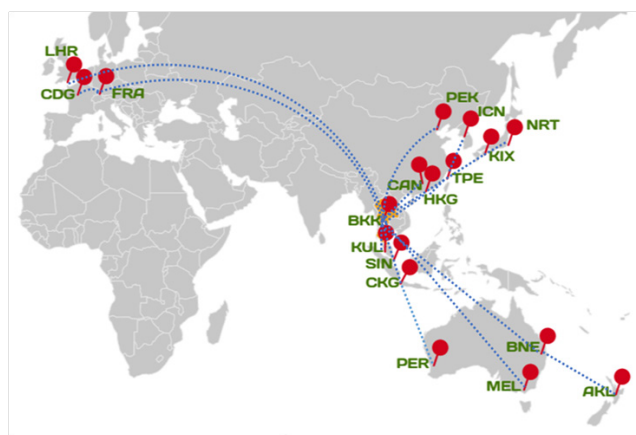 LHR
CDG
FRA
PEK
ICN
NRT
KIX
TPE
CAN
HKG
BKK
KUL
SIN
CKG
PER
BNE
MEL
AKL